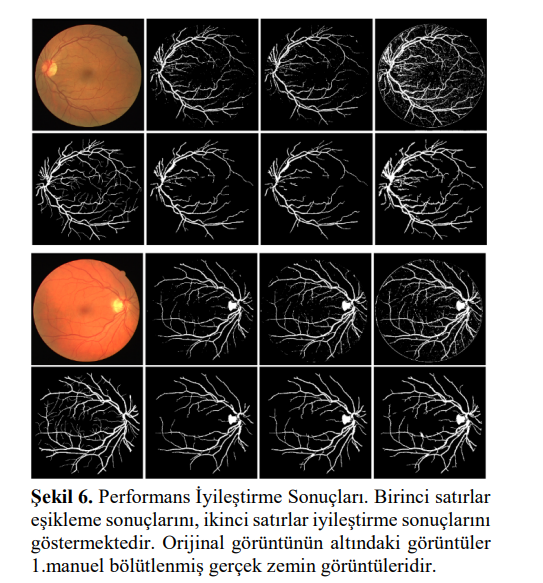 Şekil 6. Performans İyileştirme Sonuçları. Birinci satırlar
eşikleme sonuçlarını, ikinci satırlar iyileştirme sonuçlarını
göstermektedir. Orijinal görüntünün altındaki görüntüler
1.manuel bölütlenmiş gerçek zemin görüntüleridir.